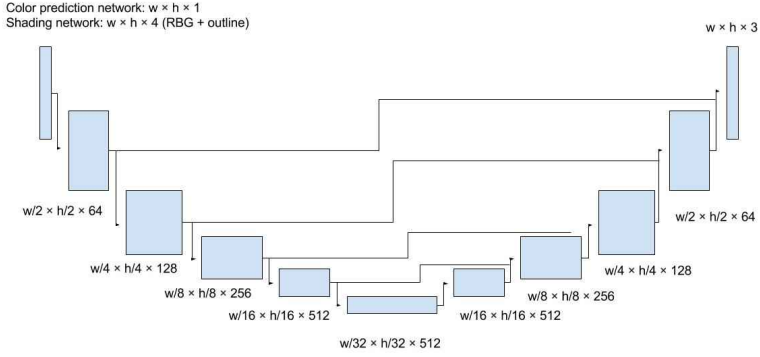 Color prediction network: w × h × 1
Shading network: w × h × 4 (RBG + outline)
w × h × 3
w/2 × h/2 × 64
w/2 × h/2 × 64
w/4 × h/4 × 128
w/4 × h/4 × 128
w/8 × h/8 × 256
w/8 × h/8 × 256
w/16 × h/16 × 512
w/16 × h/16 × 512
w/32 × h/32 × 512